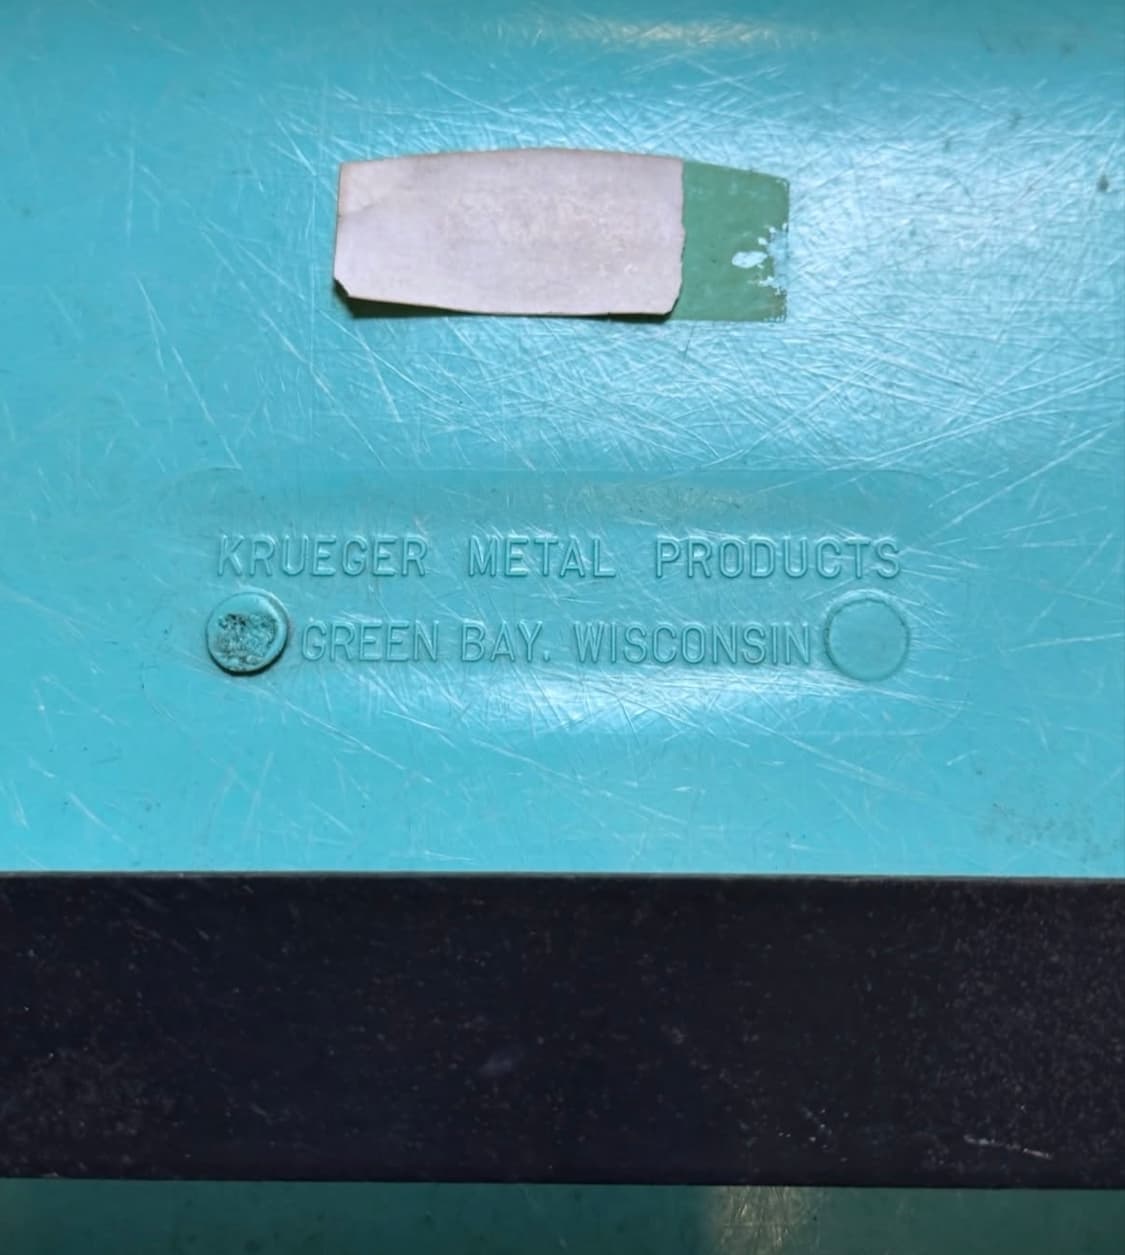 KRUEGER METAL PRODUCTS
GREEN BAY, WISCONSIN